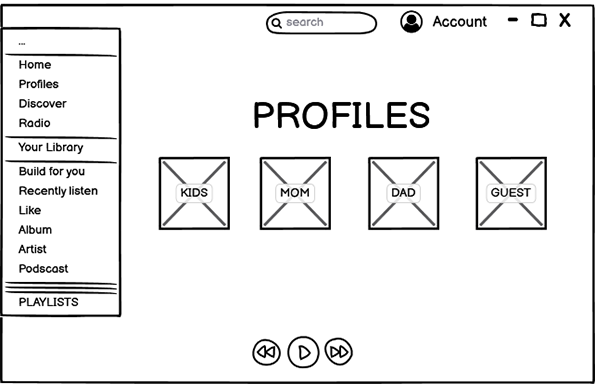 search
Account
...
Home
Profiles
Discover
Radio
Your Library
Build for you
Recently listen
Like
Album
Artist
Podscast
PLAYLISTS
PROFILES
KIDS
MOM
DAD
GUEST